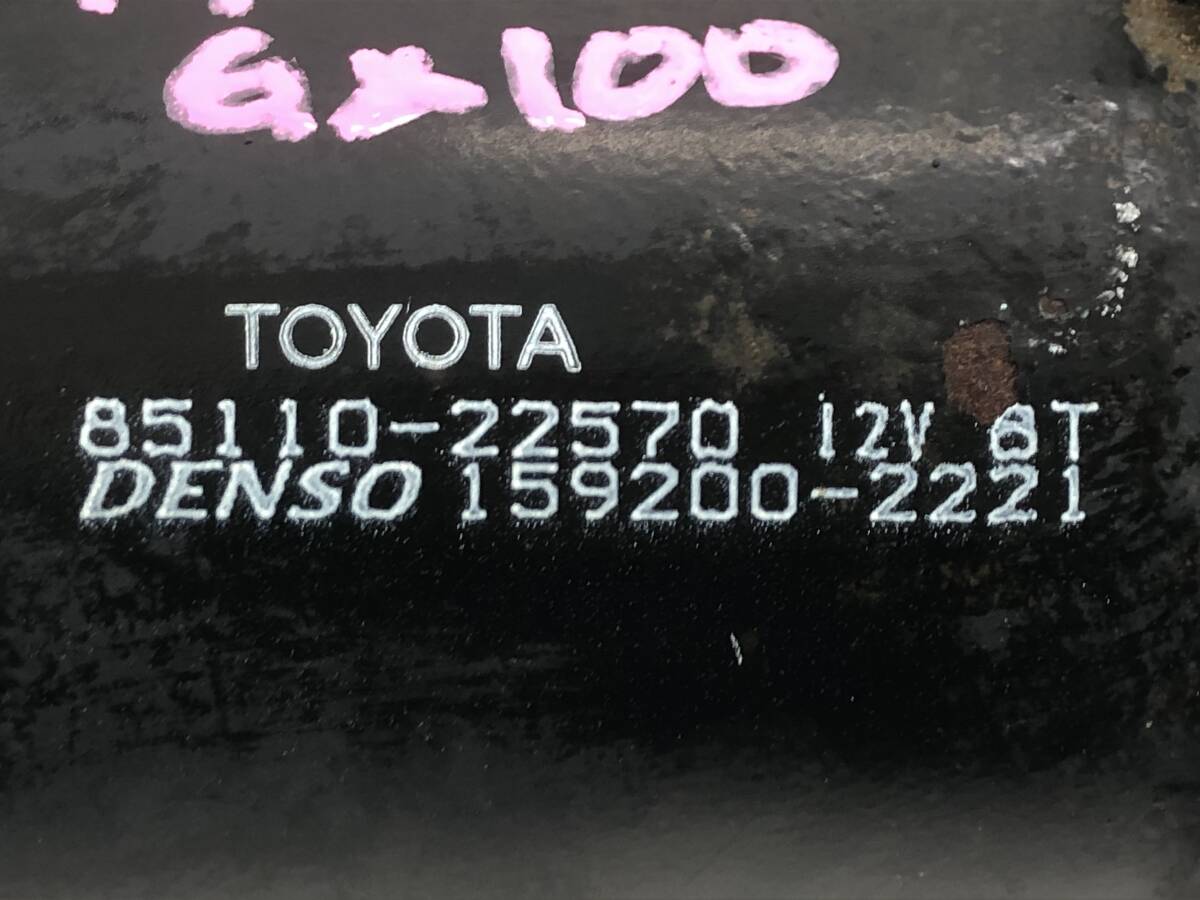 GX100
TOYOTA
85110-22570 12V 6T
DENSO 159200-2221